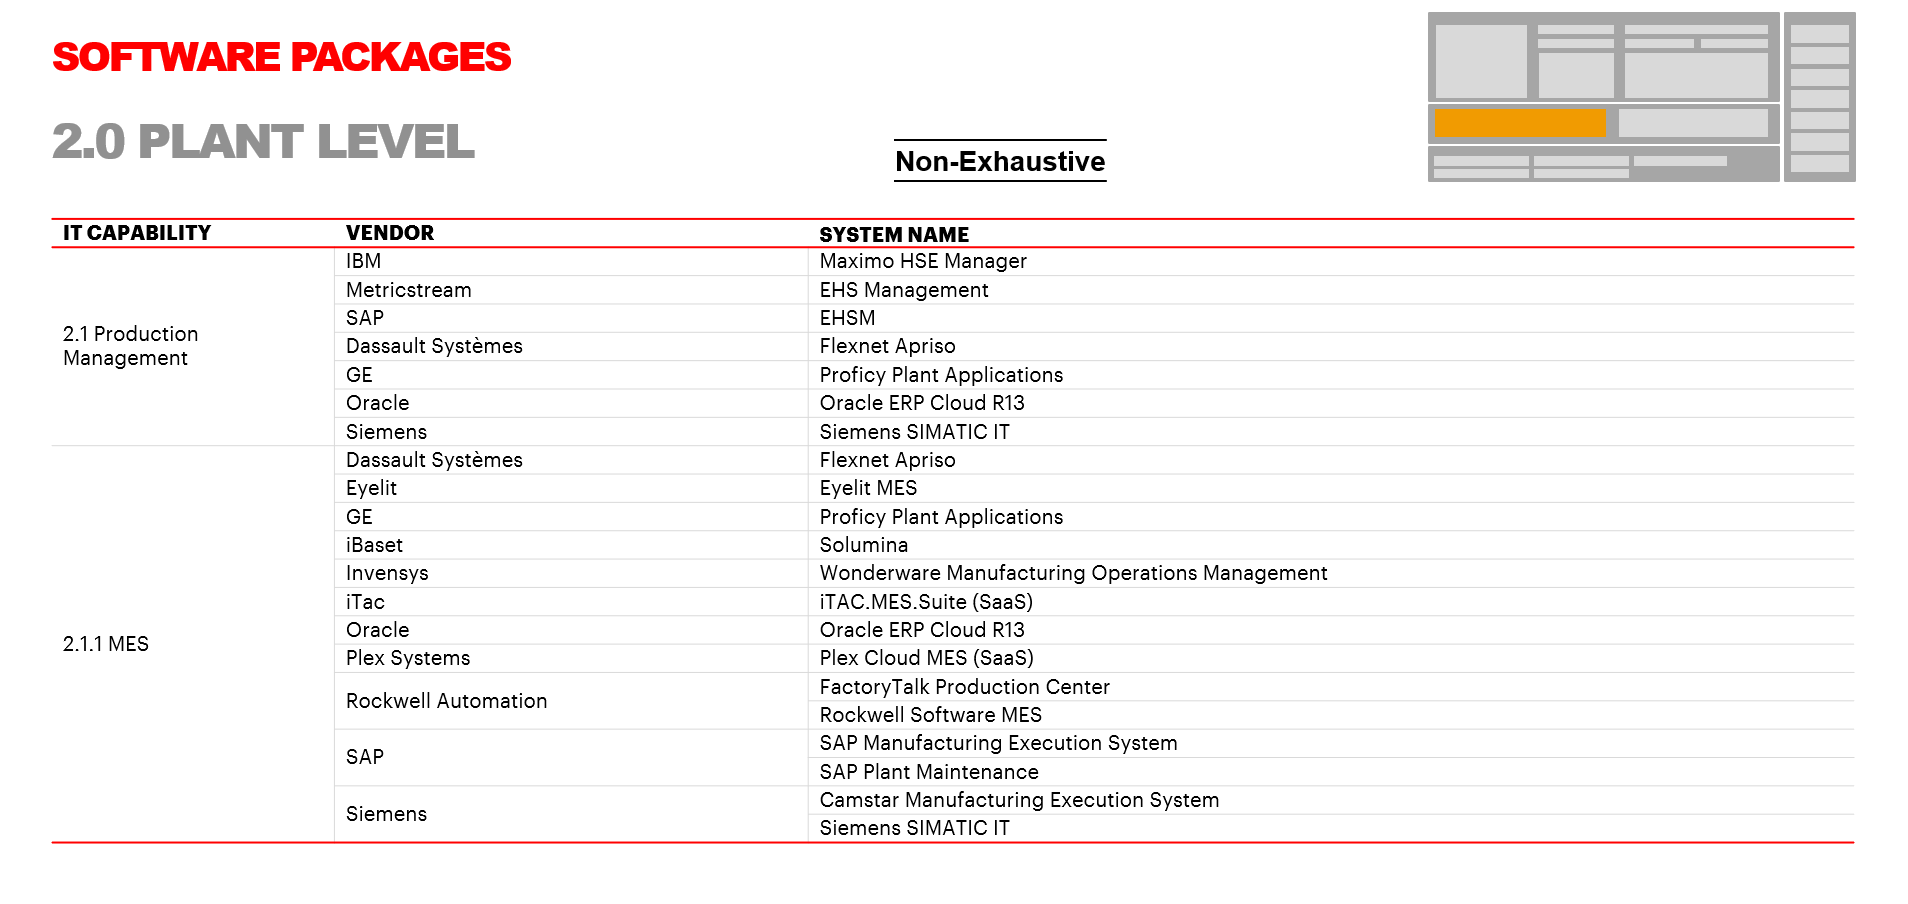 SOFTWARE PACKAGES
2.0 PLANT LEVEL
Non-Exhaustive
IT CAPABILITY VENDOR SYSTEM NAME
2.1 Production
Management
IBM Maximo HSE Manager
Metricstream EHS Management
SAP EHSM
Dassault Systèmes Flexnet Apriso
GE Proficy Plant Applications
Oracle Oracle ERP Cloud R13
Siemens Siemens SIMATIC IT
2.1.1 MES
Dassault Systèmes Flexnet Apriso
Eyelit Eyelit MES
GE Proficy Plant Applications
iBaset Solumina
Invensys Wonderware Manufacturing Operations Management
iTac iTAC.MES.Suite (SaaS)
Oracle Oracle ERP Cloud R13
Plex Systems Plex Cloud MES (SaaS)
Rockwell Automation
FactoryTalk Production Center
Rockwell Software MES
SAP
SAP Manufacturing Execution System
SAP Plant Maintenance
Siemens
Camstar Manufacturing Execution System
Siemens SIMATIC IT